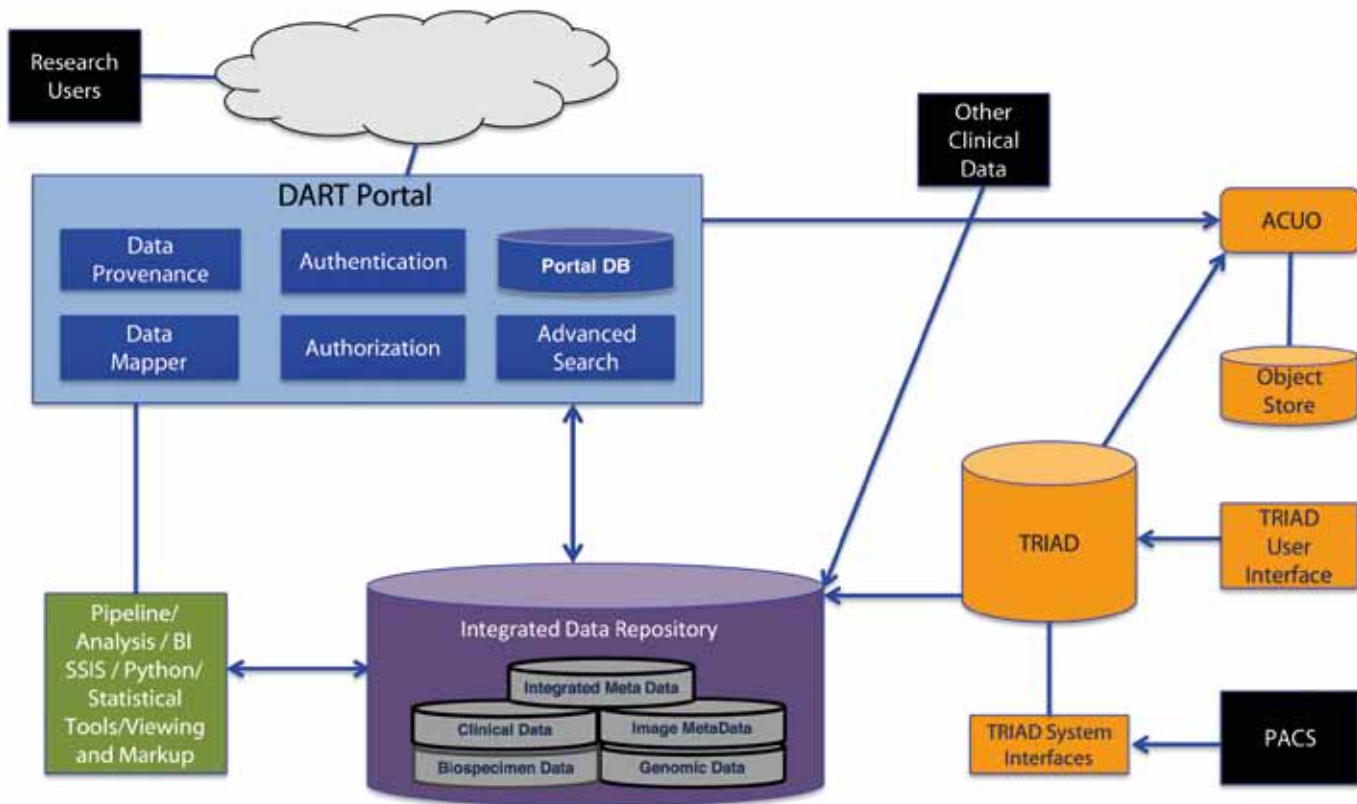 Research
Users
Other
Clinical
Data
DART Portal
ACUO
Data
Provenance
Authentication
Portal DB
Data
Mapper
Authorization
Advanced
Search
Object
Store
TRIAD
TRIAD
User
Interface
Pipeline/
Analysis / BI
SSIS / Python/
Statistical
Tools/Viewing
and Markup
Integrated Data Repository
Integrated Meta Data
Clinical Data
Image MetaData
Biospecimen Data
Genomic Data
TRIAD System
Interfaces
PACS